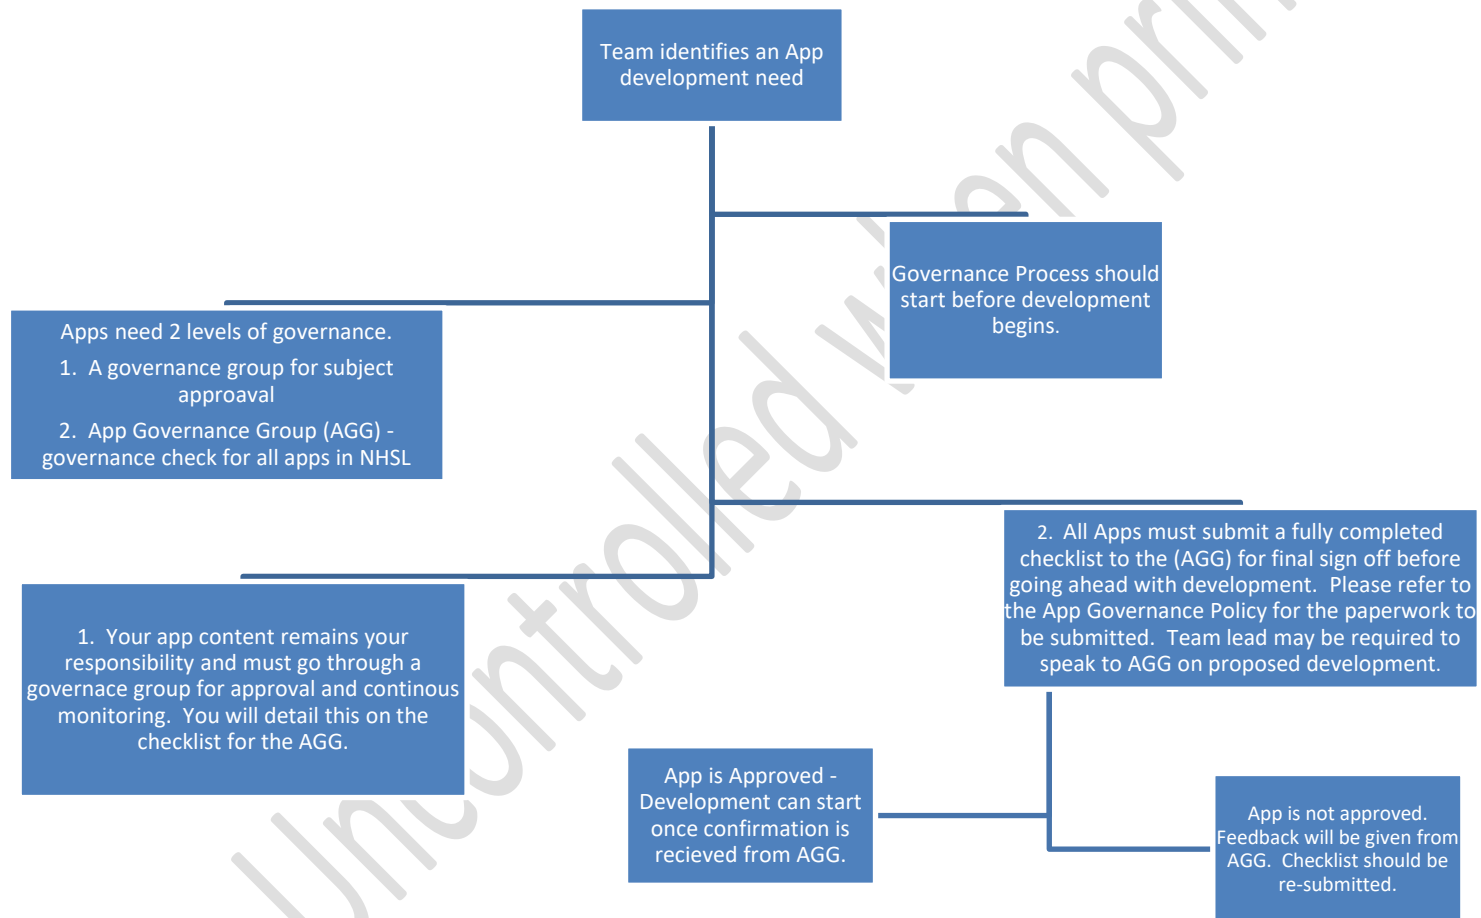 Team identifies an App
development need
Governance Process should
start before development
begins.
Apps need 2 levels of governance.
1. A governance group for subject
approaval
2. App Governance Group (AGG) -
governance check for all apps in NHSL
2. All Apps must submit a fully completed
checklist to the (AGG) for final sign off before
going ahead with development. Please refer to
the App Governance Policy for the paperwork to
be submitted. Team lead may be required to
speak to AGG on proposed development.
1. Your app content remains your
responsibility and must go through a
governace group for approval and continous
monitoring. You will detail this on the
checklist for the AGG.
App is Approved -
Development can start
once confirmation is
recieved from AGG.
App is not approved.
Feedback will be given from
AGG. Checklist should be
re-submitted.
Uncontrolled when prin